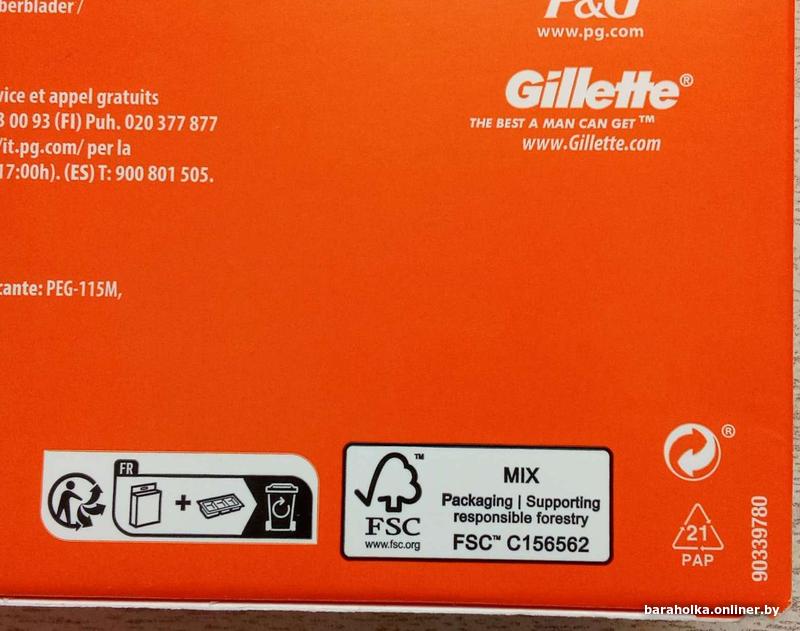 berblader /
P&G
www.pg.com
Gillette®
THE BEST A MAN CAN GET™
www.Gillette.com
vice et appel gratuits
3 00 93 (FI) Puh. 020 377 877
/it.pg.com/ per la
17:00h). (ES) T: 900 801 505.
cante: PEG-115M,
FR
+
FSC™
www.fsc.org
MIX
Packaging | Supporting
responsible forestry
FSC™ C156562
®
21
PAP
90339780
baraholka.onliner.by